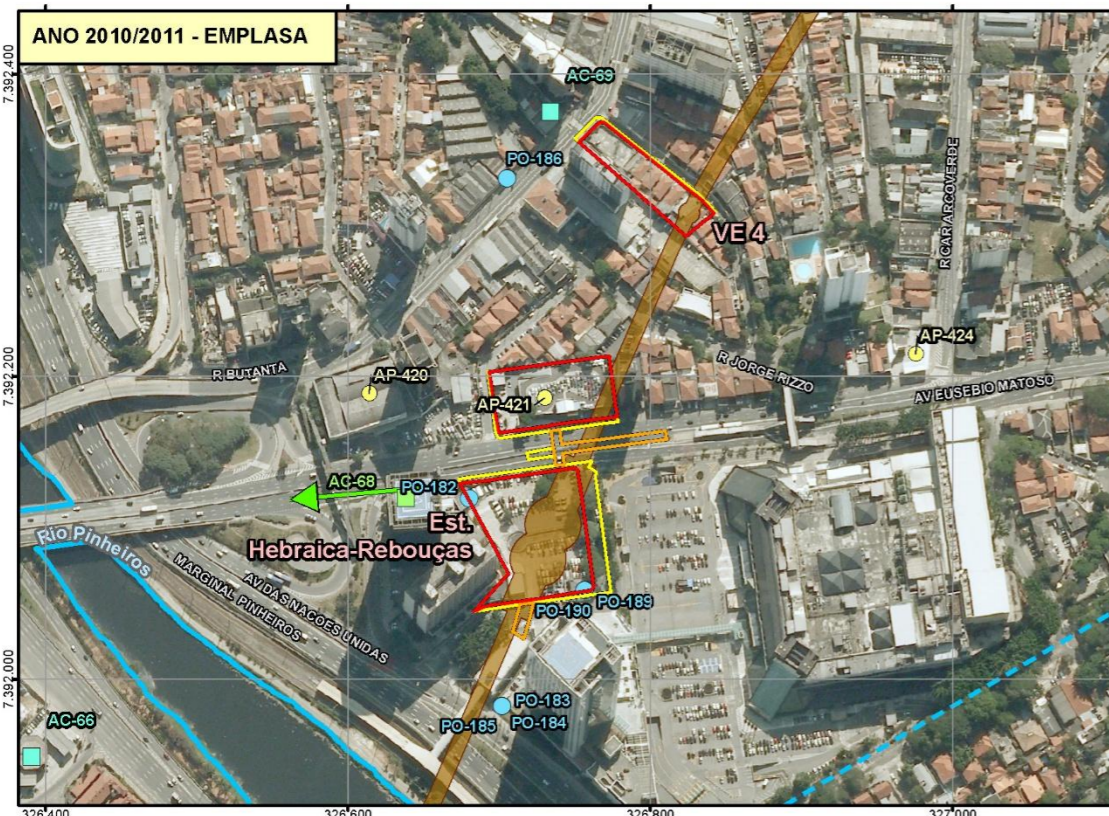 ANO 2010/2011 - EMPLASA
7.392.400
AC-69
PO-186
R CAR ARCOVERDE
VE 4
7.392.200
R BUTANTA
AP-420
AP-421
R JORGE RIZZO
AP-424
AV EUSEBIO MATOSO
AC-68
PO-182
Est.
Hebraica-Rebouças
Rio Pinheiros
AV DAS NACOES UNIDAS
MARGINAL PINHEIROS
PO-190
PO-189
7.392.000
PO-183
PO-185
PO-184
AC-66
326.400
326.600
326.800
327.000